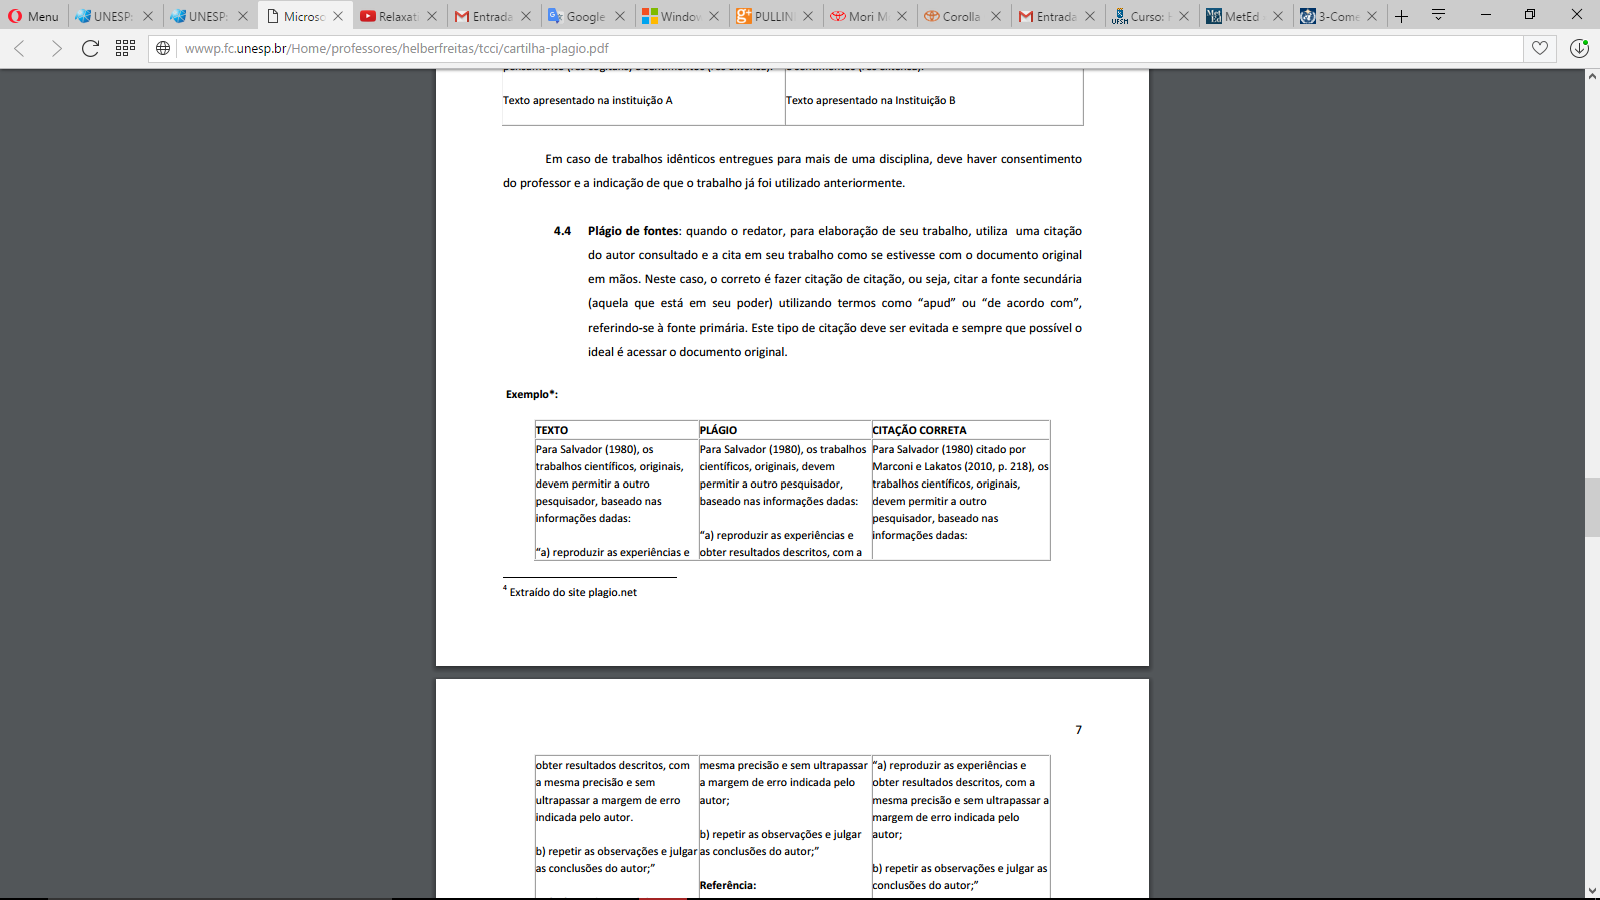 Menu
UNESP:
UNESP:
Microso
Relaxat
Entrada
Google
Window
PULLIN
Mori M
Corolla
Entrada
Curso:
MetEd
3-Come
wwwp.fc.unesp.br/Home/professores/helberfreitas/tcci/cartilha-plagio.pdf
Texto apresentado na instituição A
Texto apresentado na Instituição B
Em caso de trabalhos idênticos entregues para mais de uma disciplina, deve haver consentimento
do professor e a indicação de que o trabalho já foi utilizado anteriormente.
4.4 Plágio de fontes: quando o redator, para elaboração de seu trabalho, utiliza uma citação
do autor consultado e a cita em seu trabalho como se estivesse com o documento original
em mãos. Neste caso, o correto é fazer citação de citação, ou seja, citar a fonte secundária
(aquela que está em seu poder) utilizando termos como “apud” ou “de acordo com”,
referindo-se à fonte primária. Este tipo de citação deve ser evitada e sempre que possível o
ideal é acessar o documento original.
Exemplo*:
TEXTO
Para Salvador (1980), os
trabalhos científicos, originais,
devem permitir a outro
pesquisador, baseado nas
informações dadas:
“a) reproduzir as experiências e
PLÁGIO
Para Salvador (1980), os trabalhos
científicos, originais, devem
permitir a outro pesquisador,
baseado nas informações dadas:
“a) reproduzir as experiências e
obter resultados descritos, com a
CITAÇÃO CORRETA
Para Salvador (1980) citado por
Marconi e Lakatos (2010, p. 218), os
trabalhos científicos, originais,
devem permitir a outro
pesquisador, baseado nas
informações dadas:
4 Extraído do site plagio.net
7
obter resultados descritos, com
a mesma precisão e sem
ultrapassar a margem de erro
indicada pelo autor.
b) repetir as observações e julgar
as conclusões do autor;”
mesma precisão e sem ultrapassar
a margem de erro indicada pelo
autor;
b) repetir as observações e julgar
as conclusões do autor;”
Referência:
“a) reproduzir as experiências e
obter resultados descritos, com a
mesma precisão e sem ultrapassar a
margem de erro indicada pelo
autor;
b) repetir as observações e julgar as
conclusões do autor;”